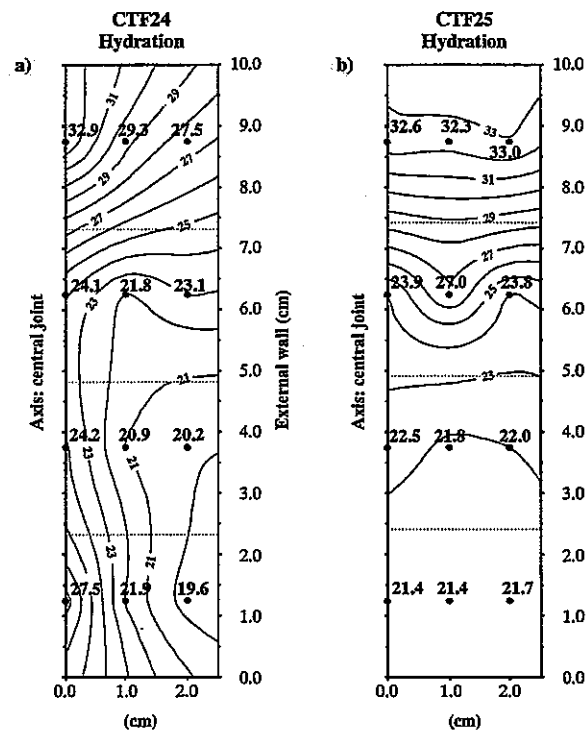 CTF24
Hydration
a)
10.0
9.0
8.0
7.0
6.0
5.0
4.0
3.0
2.0
1.0
0.0
31
29
29
32.9 29.3 27.5
27
27
25
24.1 21.8 23.1
23
21
24.2 20.9 20.2
23
21
23
21
27.5 21.9 19.6
0.0 1.0 2.0
(cm)
Axis: central joint
External wall (cm)
CTF25
Hydration
b)
10.0
9.0
8.0
7.0
6.0
5.0
4.0
3.0
2.0
1.0
0.0
32.6 32.3 33
33.0
31
29
27
23.9 27.0 25 23.8
23
22.5 21.8 22.0
21.4 21.4 21.7
0.0 1.0 2.0
(cm)
Axis: central joint